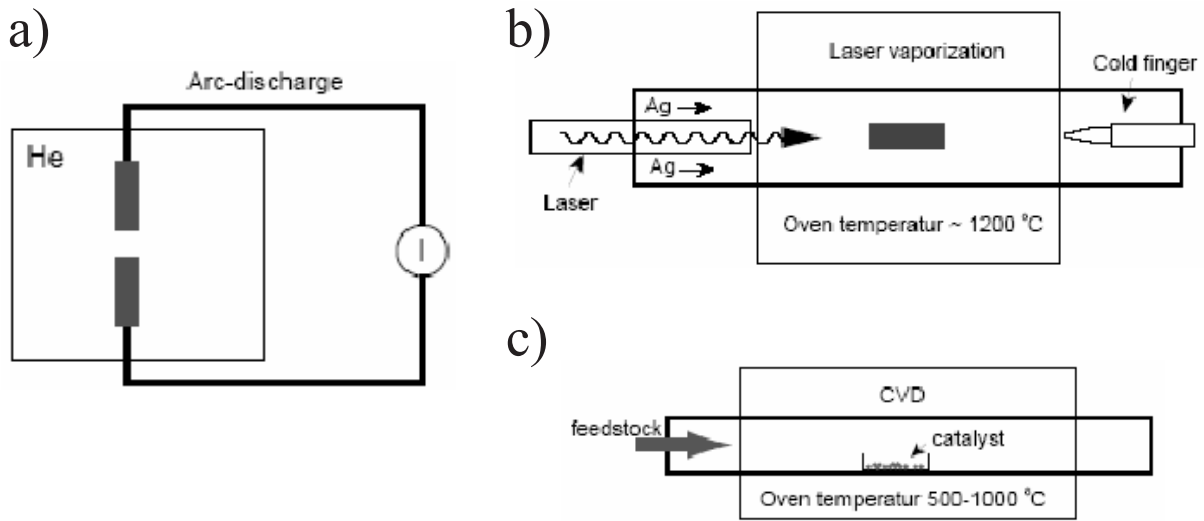 a)
Arc-discharge
He
I
b)
Laser vaporization
Cold finger
Ag
Ag
Laser
Oven temperatur ~ 1200 °C
c)
CVD
feedstock
catalyst
Oven temperatur 500-1000 °C